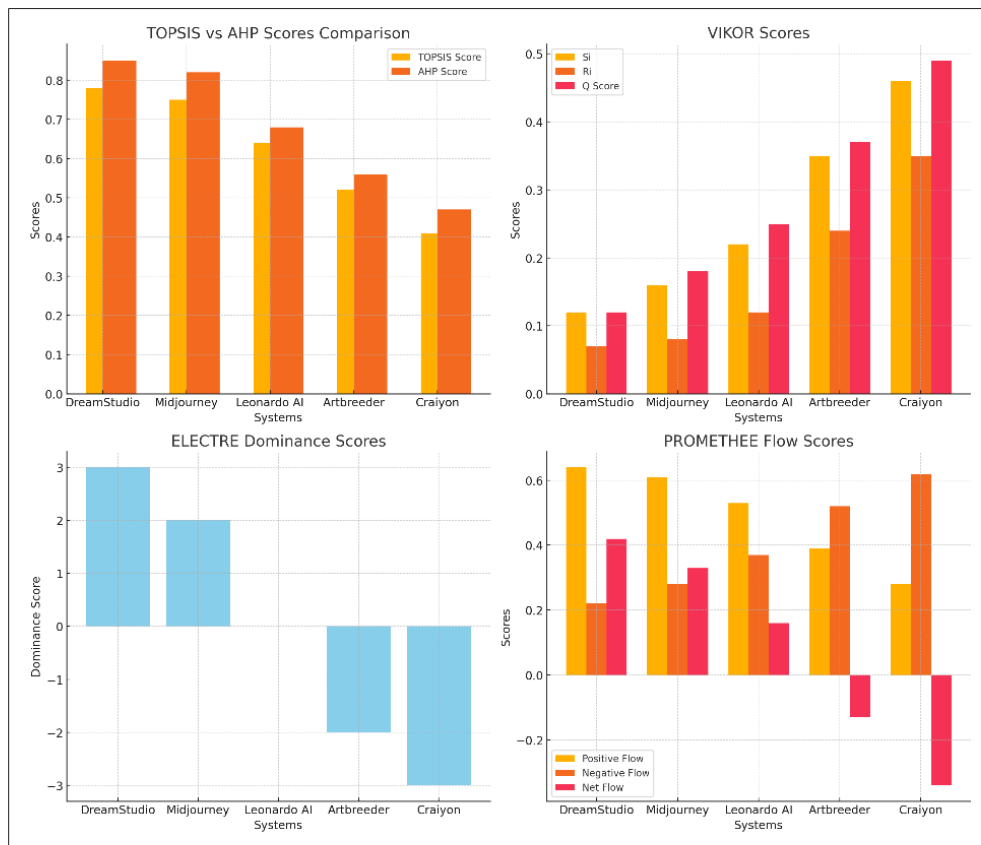 TOPSIS vs AHP Scores Comparison
TOPSIS Score
AHP Score
Scores
0.8
0.7
0.6
0.5
0.4
0.3
0.2
0.1
0.0
DreamStudio Midjourney Leonardo AI Artbreeder Craiyon
Systems
VIKOR Scores
Si
Ri
Q Score
Scores
0.5
0.4
0.3
0.2
0.1
0.0
DreamStudio Midjourney Leonardo AI Artbreeder Craiyon
Systems
ELECTRE Dominance Scores
Dominance Score
3
2
1
0
−1
−2
−3
DreamStudio Midjourney Leonardo AI Artbreeder Craiyon
Systems
PROMETHEE Flow Scores
Scores
0.6
0.4
0.2
0.0
−0.2
Positive Flow
Negative Flow
Net Flow
DreamStudio Midjourney Leonardo AI Artbreeder Craiyon
Systems